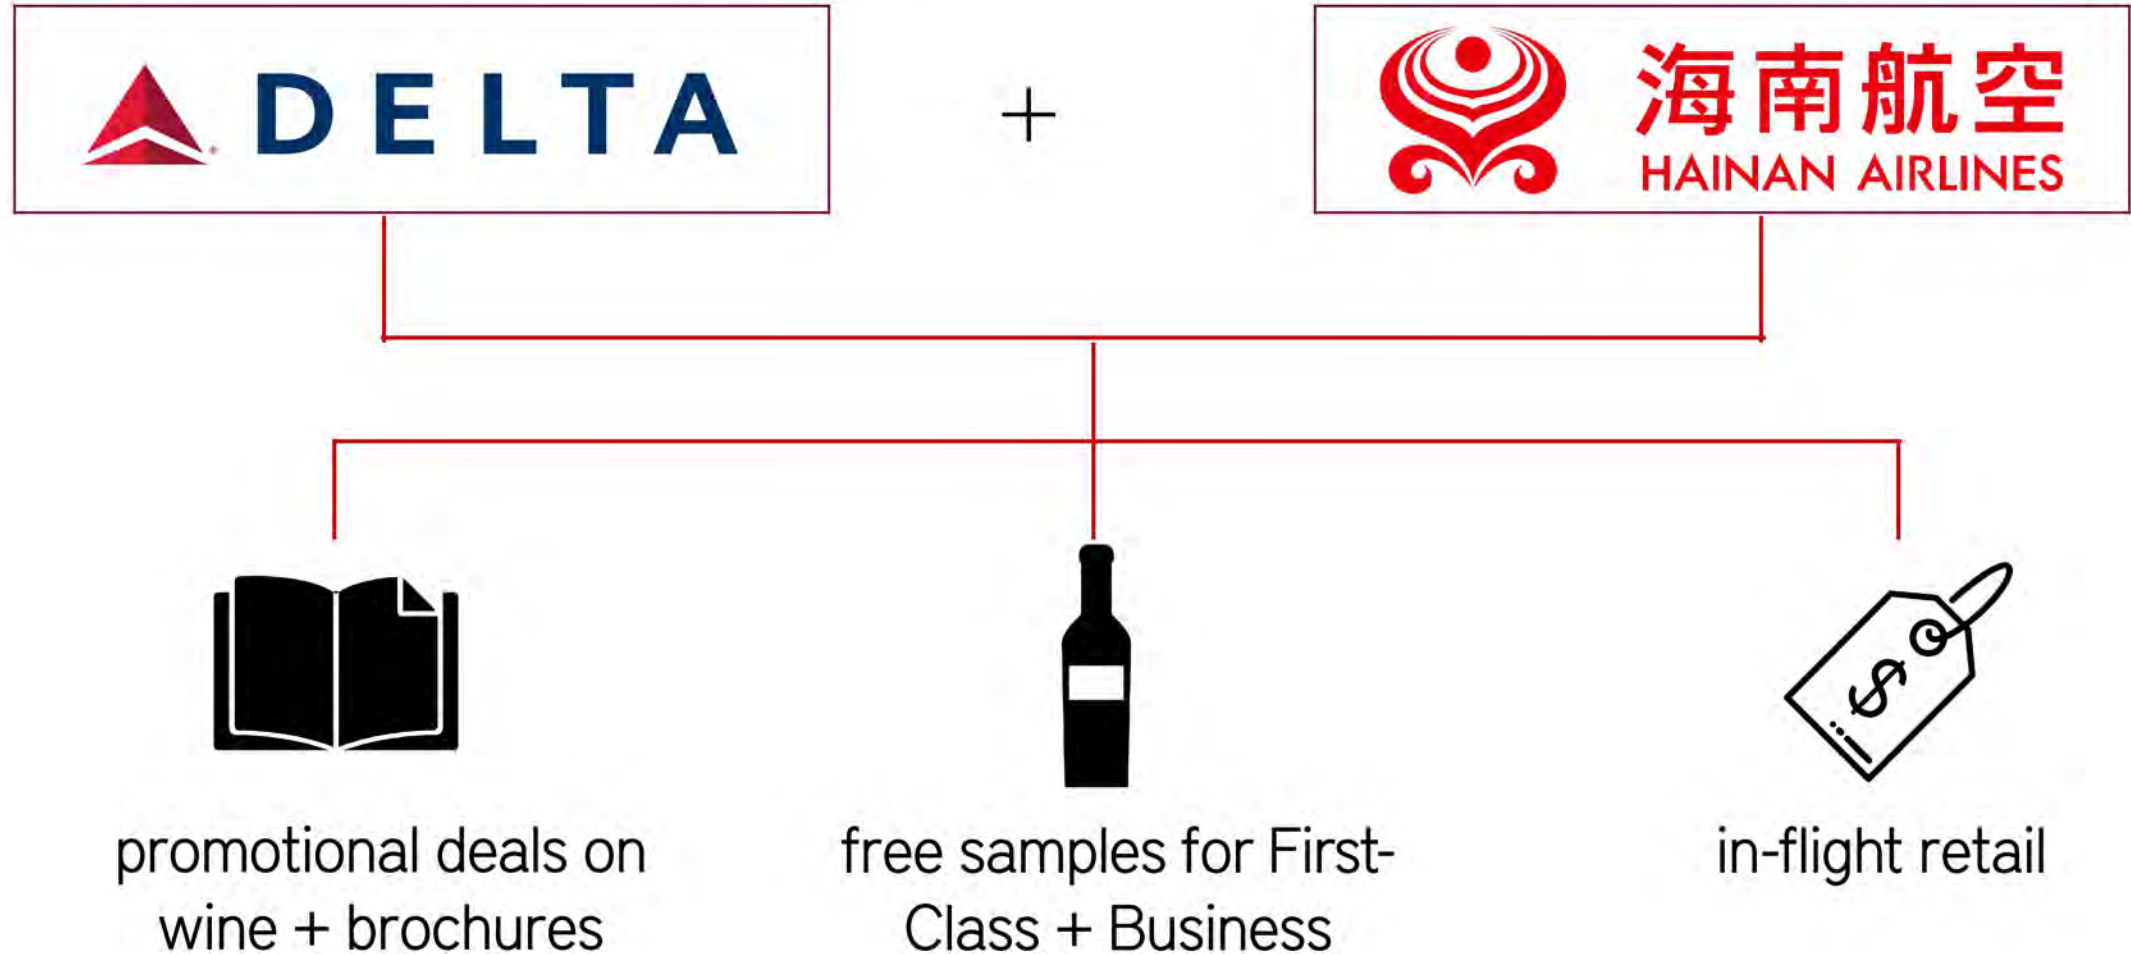 DELTA
+
海南航空
HAINAN AIRLINES
$
promotional deals on
wine + brochures
free samples for First-
Class + Business
in-flight retail